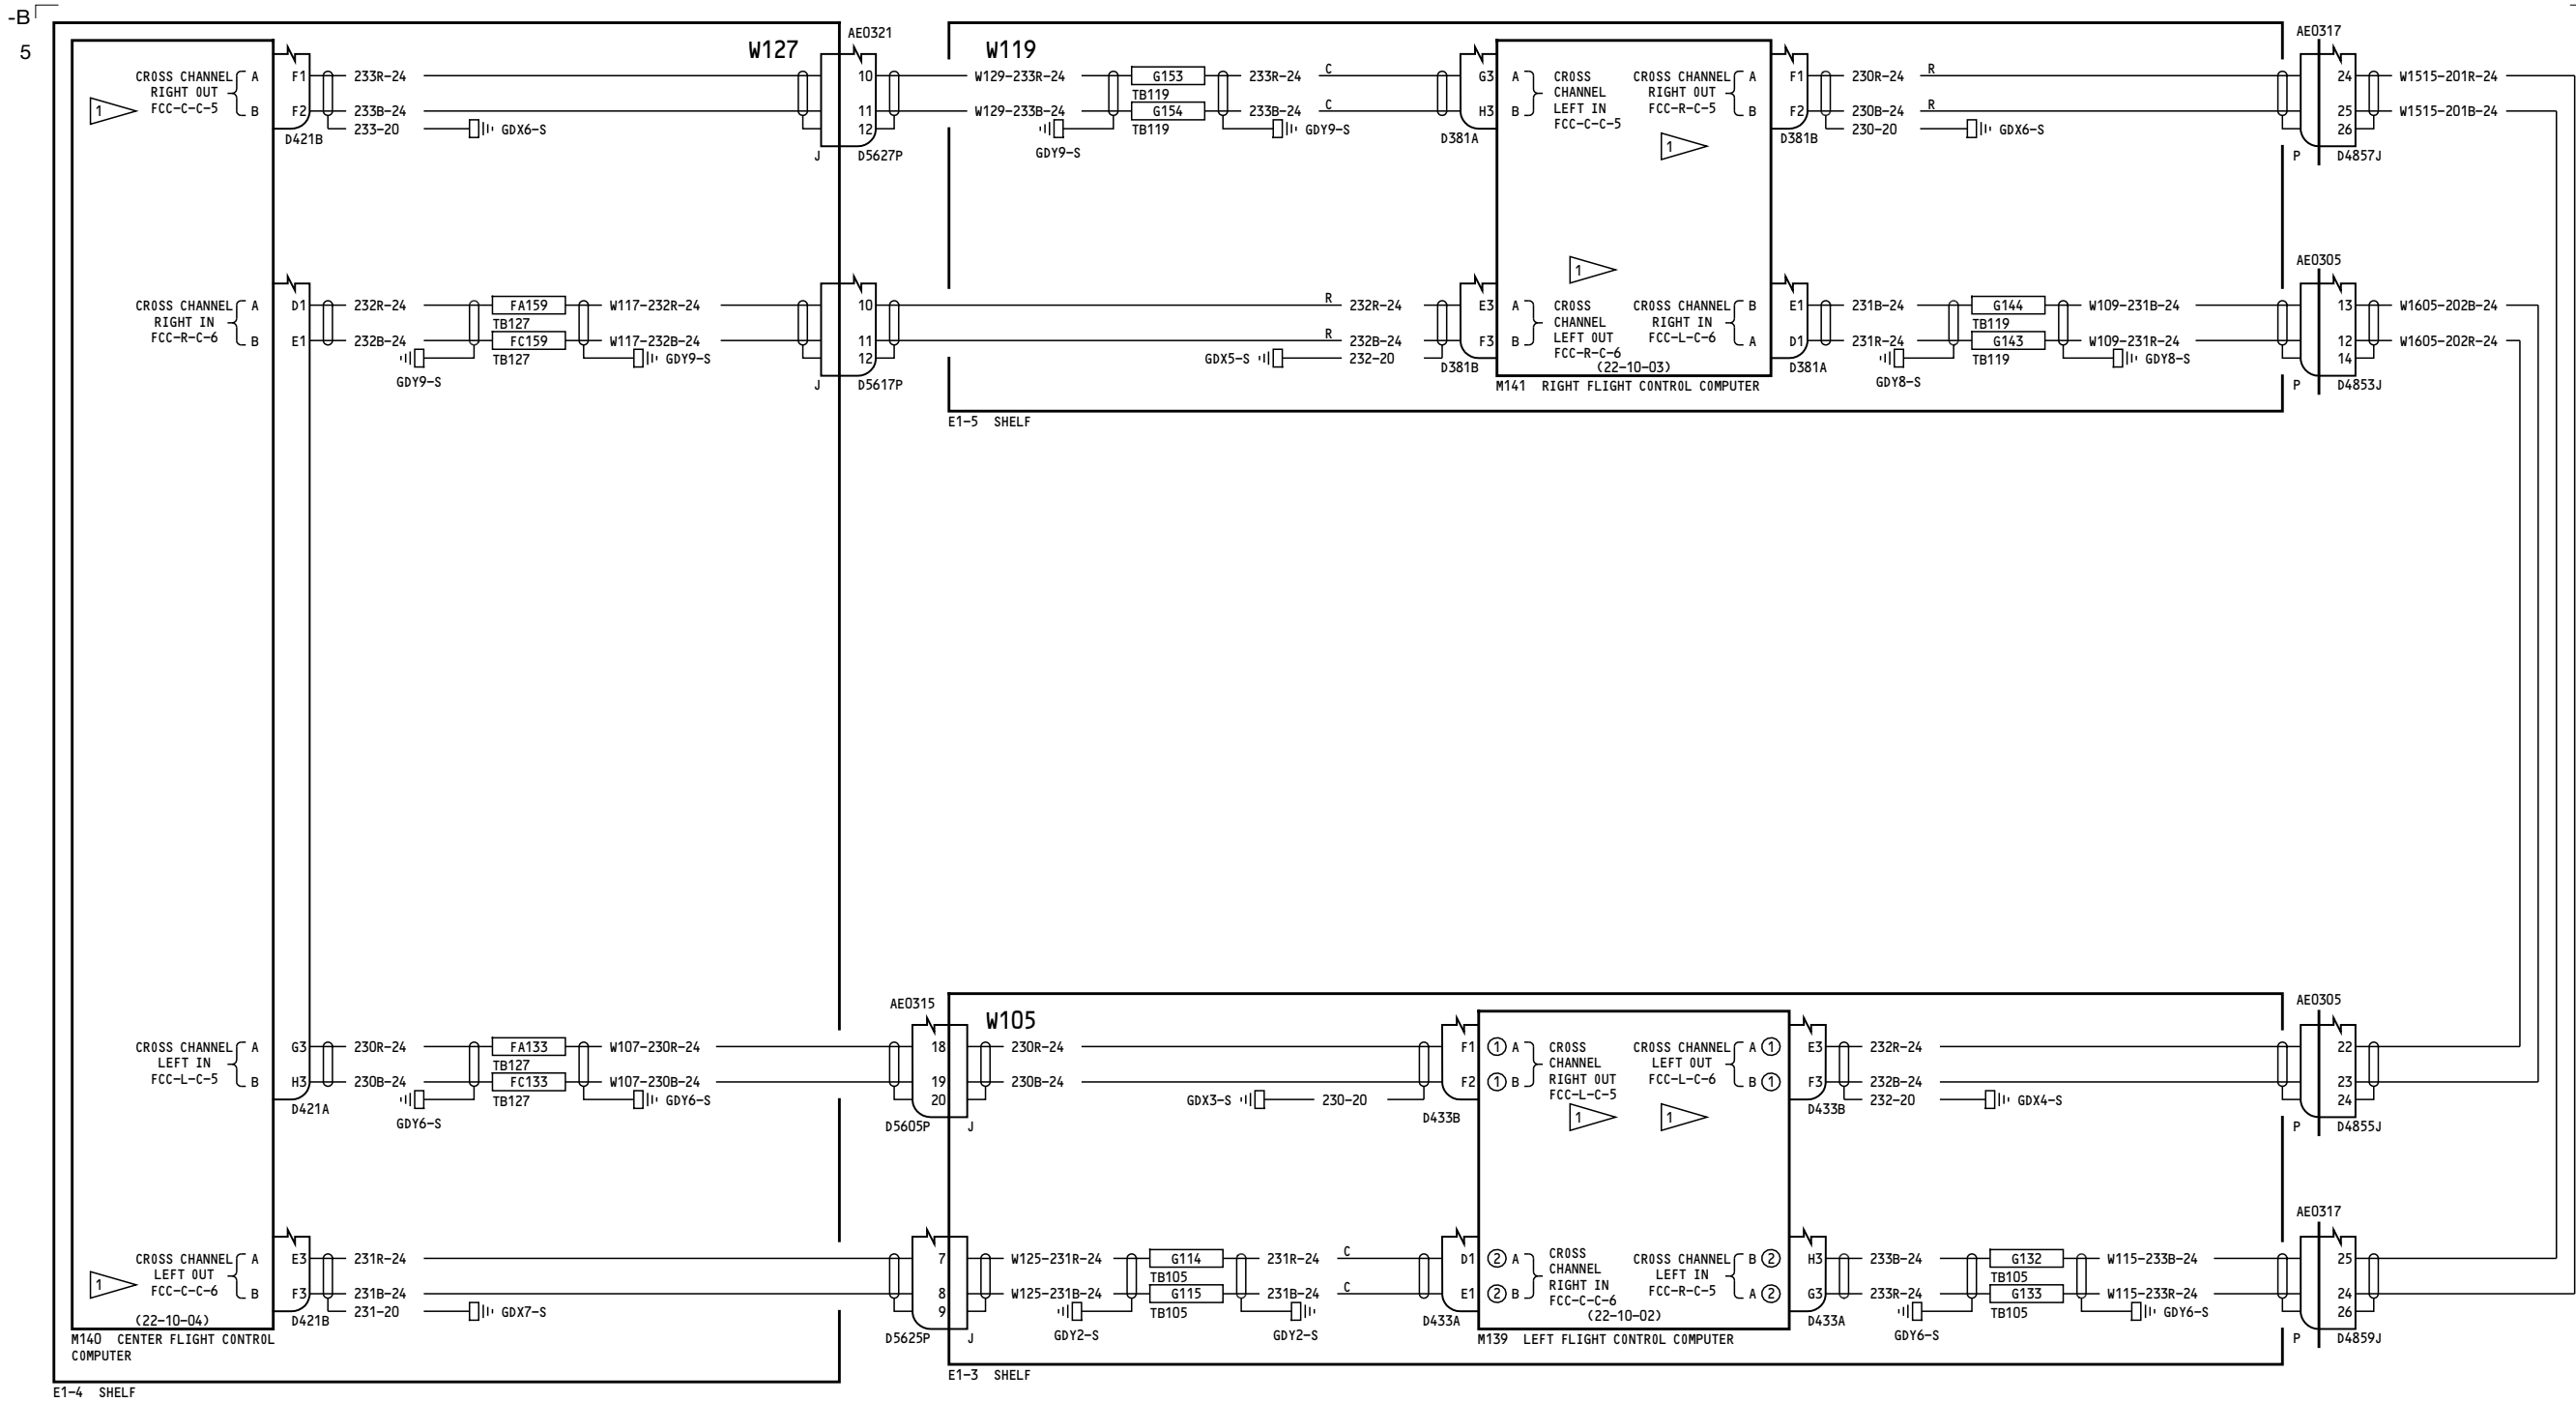 -B
5
W127
AE0321
W119
AE0317
CROSS CHANNEL A F1 233R-24
RIGHT OUT
FCC-C-C-5 B F2 233B-24
1
233-20 GDX6-S
D421B
10
11
12
J D5627P
W129-233R-24 G153 233R-24 C
TB119
W129-233B-24 G154 233B-24 C
TB119
GDY9-S
GDY9-S
G3 A CROSS
CHANNEL
H3 B LEFT IN
FCC-C-C-5
D381A
CROSS CHANNEL A F1 230R-24 R
RIGHT OUT
FCC-R-C-5 B F2 230B-24 R
1
230-20 GDX6-S
D381B
24 W1515-201R-24
25 W1515-201B-24
26
P D4857J
AE0305
CROSS CHANNEL A D1 232R-24 FA159 W117-232R-24
RIGHT IN TB127
FCC-R-C-6 B E1 232B-24 FC159 W117-232B-24
TB127
GDY9-S
GDY9-S
10
11
12
J D5617P
1
R 232R-24 E3 A CROSS
CHANNEL
R 232B-24 F3 B LEFT OUT
FCC-R-C-6
GDX5-S 232-20
D381B
CROSS CHANNEL B E1 231B-24 G144 W109-231B-24
RIGHT IN TB119
FCC-L-C-6 A D1 231R-24 G143 W109-231R-24
TB119
GDY8-S
GDY8-S
D381A
(22-10-03)
M141 RIGHT FLIGHT CONTROL COMPUTER
13 W1605-202B-24
12 W1605-202R-24
14
P D4853J
E1-5 SHELF
AE0315
W105
AE0305
CROSS CHANNEL A G3 230R-24 FA133 W107-230R-24
LEFT IN TB127
FCC-L-C-5 B H3 230B-24 FC133 W107-230B-24
TB127
D421A
GDY6-S
GDY6-S
18 230R-24
19 230B-24
20
D5605P J
GDX3-S 230-20
F1 1 A CROSS
CHANNEL
F2 1 B RIGHT OUT
FCC-L-C-5
D433B
1
1
CROSS CHANNEL A 1 E3 232R-24
LEFT OUT
FCC-L-C-6 B 1 F3 232B-24
232-20 GDX4-S
D433B
22
23
24
P D4855J
AE0317
CROSS CHANNEL A E3 231R-24
LEFT OUT
FCC-C-C-6 B F3 231B-24
1
231-20 GDX7-S
D421B
(22-10-04)
M140 CENTER FLIGHT CONTROL
COMPUTER
7
8
9
D5625P J
W125-231R-24 G114 231R-24 C
TB105
W125-231B-24 G115 231B-24 C
TB105
GDY2-S
GDY2-S
D1 2 A CROSS
CHANNEL
E1 2 B RIGHT IN
FCC-C-C-6
D433A
CROSS CHANNEL B 2 H3 233B-24 G132 W115-233B-24
LEFT IN TB105
FCC-R-C-5 A 2 G3 233R-24 G133 W115-233R-24
TB105
GDY6-S
GDY6-S
D433A
(22-10-02)
M139 LEFT FLIGHT CONTROL COMPUTER
25
24
26
P D4859J
E1-3 SHELF
E1-4 SHELF